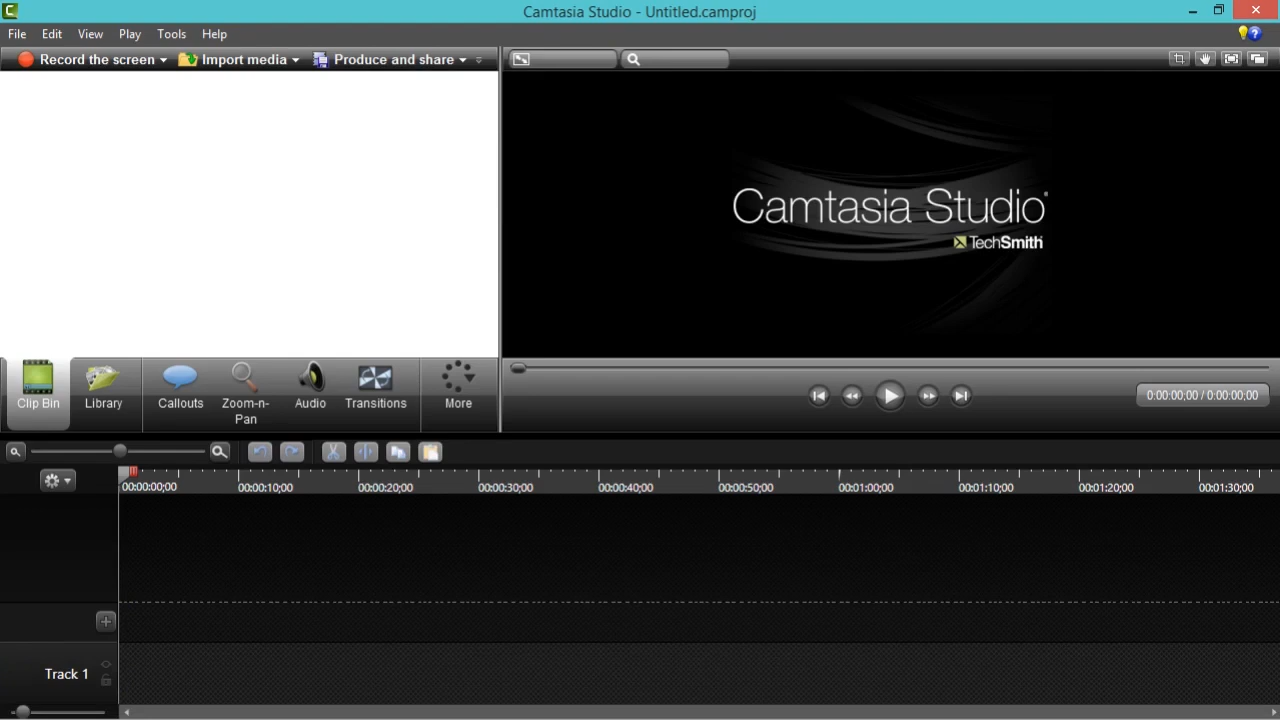 Camtasia Studio - Untitled.camproj
File Edit View Play Tools Help
Record the screen Import media Produce and share
Camtasia Studio
TechSmith
Clip Bin Library Callouts Zoom-n-Pan Audio Transitions More
0:00:00;00 / 0:00:00;00
00:00:00;00 00:00:10;00 00:00:20;00 00:00:30;00 00:00:40;00 00:00:50;00 00:01:00;00 00:01:10;00 00:01:20;00 00:01:30;00
Track 1